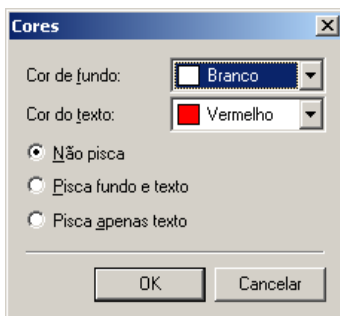 Cores
Cor de fundo: Branco
Cor do texto: Vermelho
Não pisca
Pisca fundo e texto
Pisca apenas texto
OK Cancelar